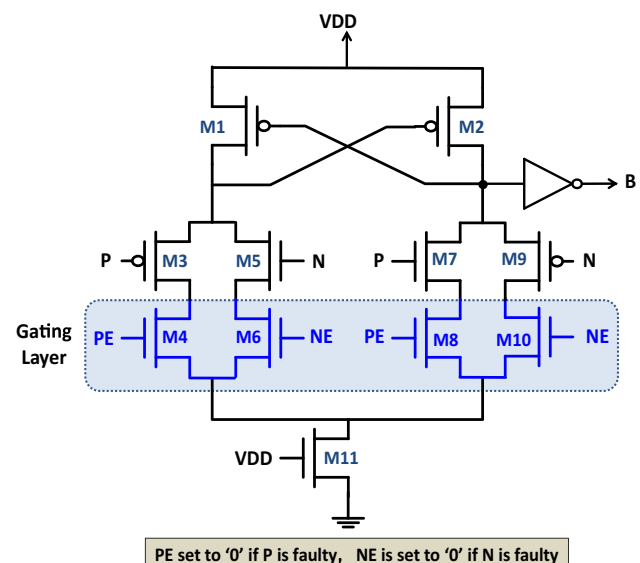 VDD
M1
M2
B
P
M3
M5
N
P
M7
M9
N
Gating
Layer
PE
M4
M6
NE
PE
M8
M10
NE
VDD
M11
PE set to ‘0’ if P is faulty, NE is set to ‘0’ if N is faulty